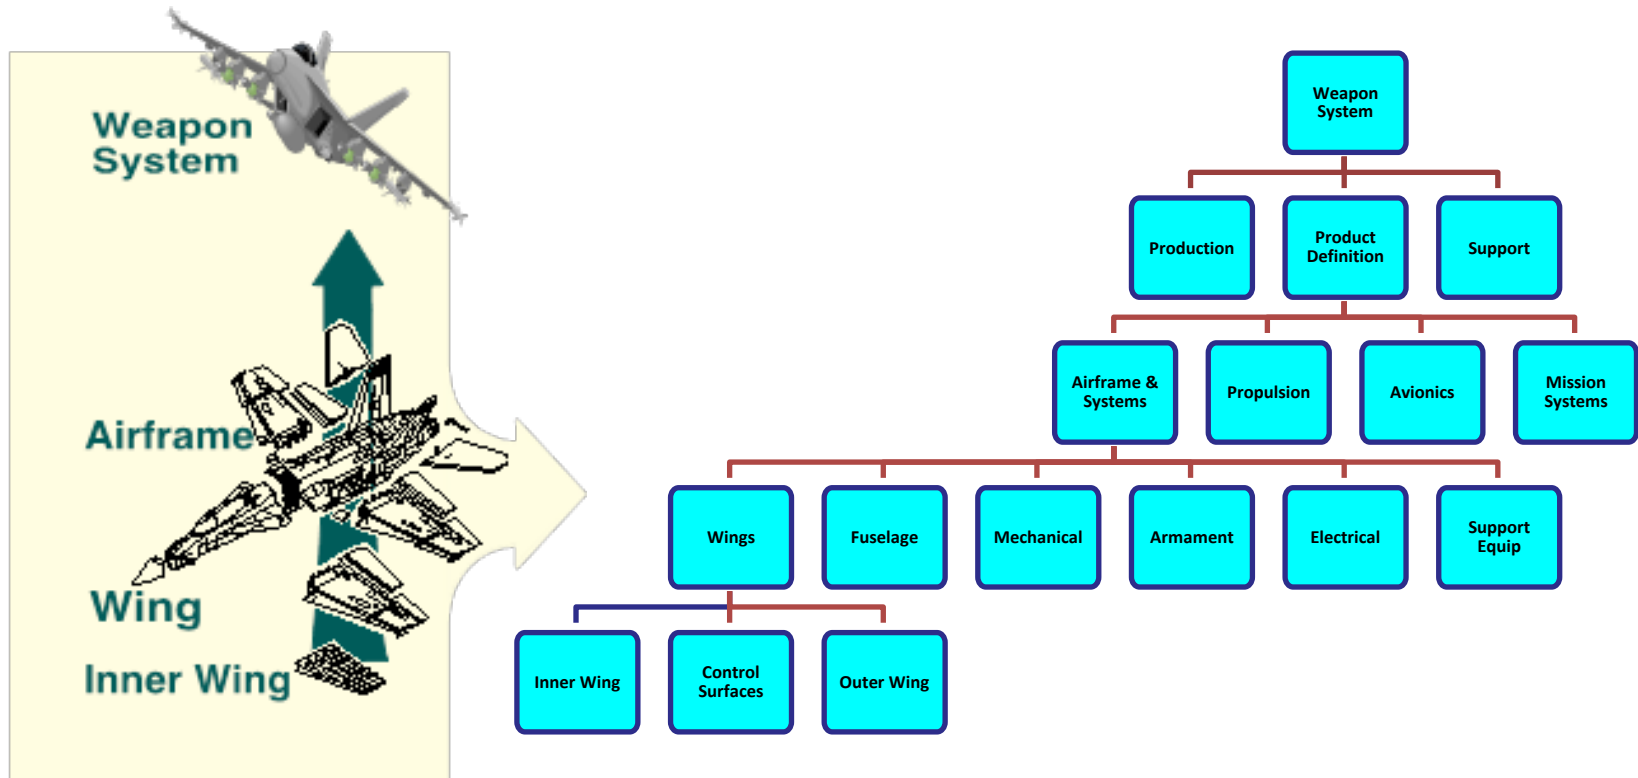 Weapon
System
Airframe
Wing
Inner Wing
Weapon
System
Production
Product
Definition
Support
Airframe &
Systems
Propulsion
Avionics
Mission
Systems
Wings
Fuselage
Mechanical
Armament
Electrical
Support
Equip
Inner Wing
Control
Surfaces
Outer Wing